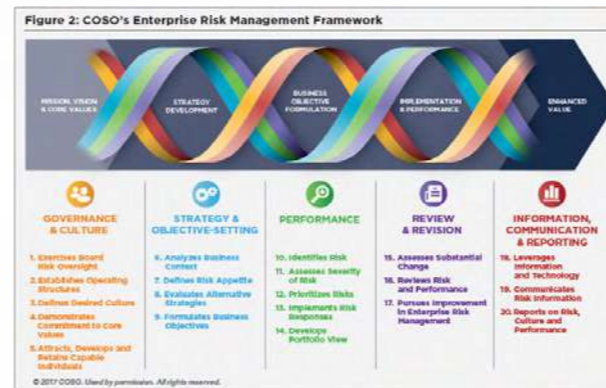 Figure 2: COSO's Enterprise Risk Management Framework
MISSION, VISION
& CORE VALUES
STRATEGY
DEVELOPMENT
BUSINESS
OBJECTIVE
FORMULATION
IMPLEMENTATION
& PERFORMANCE
ENHANCED
VALUE
GOVERNANCE
& CULTURE
1. Exercises Board
Risk Oversight
2. Establishes Operating
Structures
3. Defines Desired Culture
4. Demonstrates
Commitment to Core
Values
5. Attracts, Develops and
Retains Capable
Individuals
STRATEGY &
OBJECTIVE-SETTING
6. Analyzes Business
Context
7. Defines Risk Appetite
8. Evaluates Alternative
Strategies
9. Formulates Business
Objectives
PERFORMANCE
10. Identifies Risk
11. Assesses Severity
of Risk
12. Prioritizes Risks
13. Implements Risk
Responses
14. Develops
Portfolio View
REVIEW
& REVISION
15. Assesses Substantial
Change
16. Reviews Risk
and Performance
17. Pursues Improvement
in Enterprise Risk
Management
INFORMATION,
COMMUNICATION
& REPORTING
18. Leverages
Information
and Technology
19. Communicates
Risk Information
20. Reports on Risk,
Culture and
Performance
© 2017 COSO. Used by permission. All rights reserved.